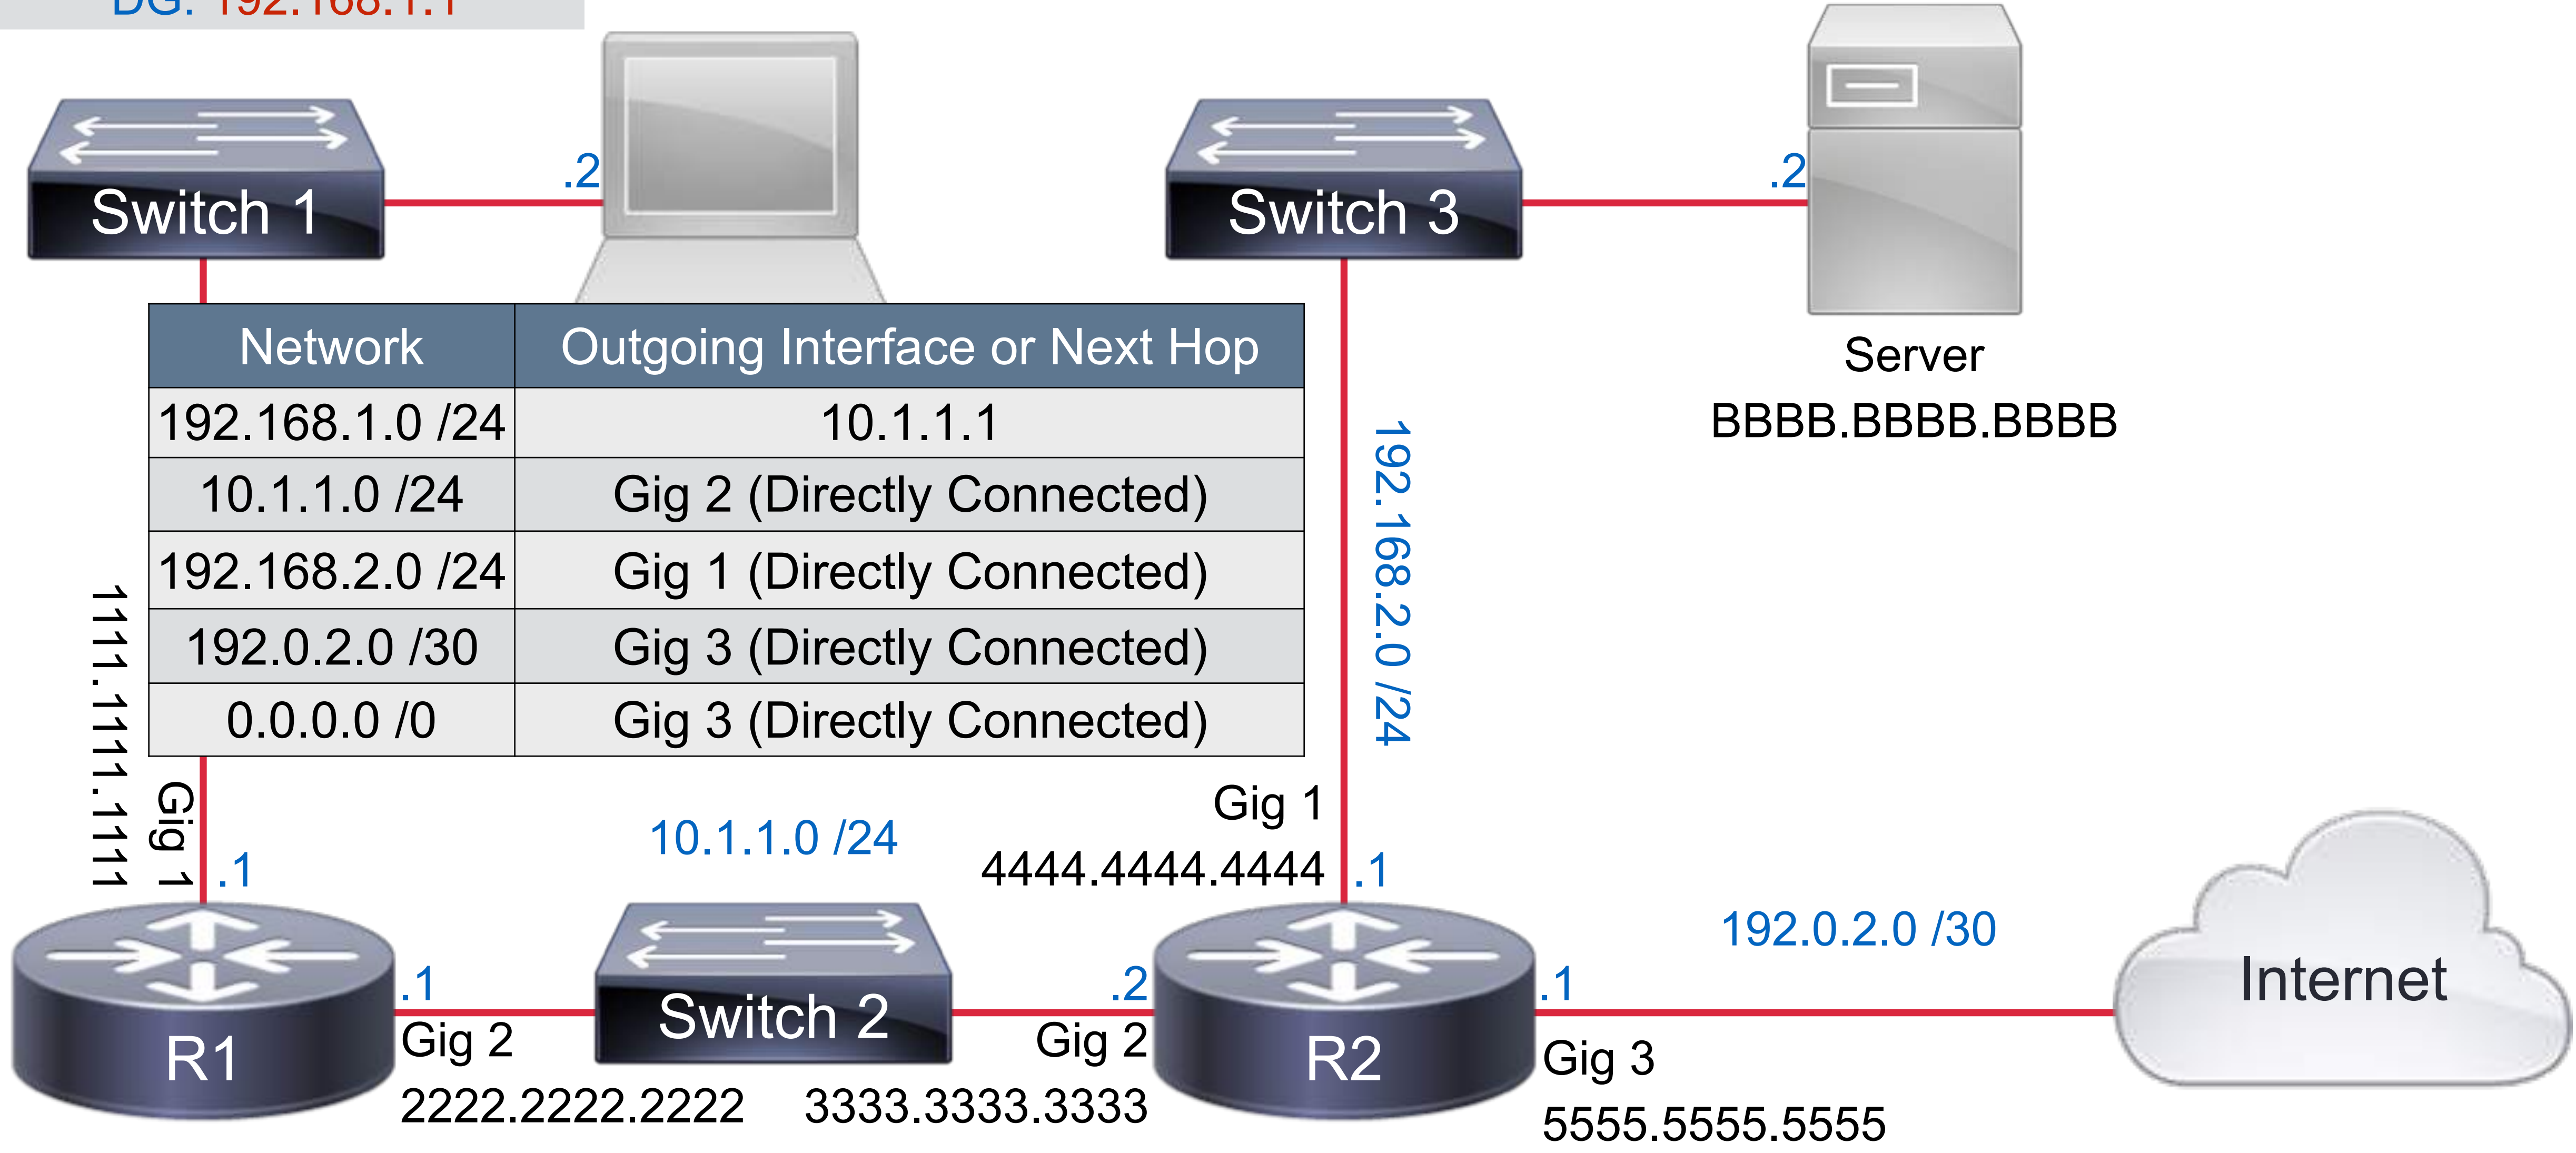 DG: 192.168.1.1
Switch 1
.2
Switch 3
.2
Server
BBBB.BBBB.BBBB
Network Outgoing Interface or Next Hop
192.168.1.0 /24 10.1.1.1
10.1.1.0 /24 Gig 2 (Directly Connected)
192.168.2.0 /24 Gig 1 (Directly Connected)
192.0.2.0 /30 Gig 3 (Directly Connected)
0.0.0.0 /0 Gig 3 (Directly Connected)
192.168.2.0 /24
1111.1111.1111
Gig 1
.1
10.1.1.0 /24
Gig 1
4444.4444.4444
.1
R1
.1
Gig 2
2222.2222.2222
Switch 2
.2
Gig 2
3333.3333.3333
R2
.1
Gig 3
5555.5555.5555
192.0.2.0 /30
Internet